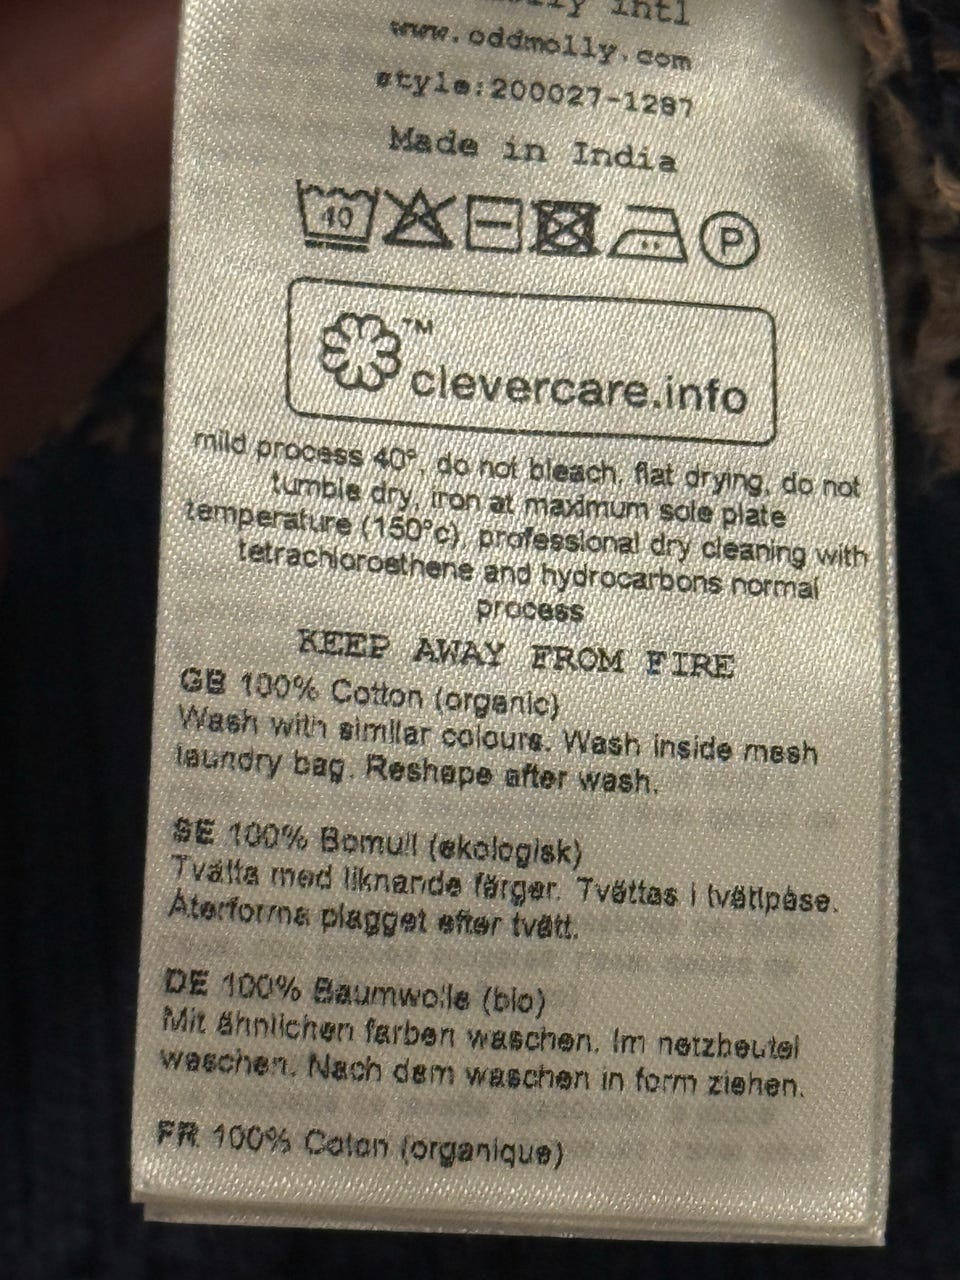 intl
www.oddmolly.com
style:200027-1287
Made in India
40 P
TM
clevercare.info
mild process 40°, do not bleach, flat drying, do not
tumble dry, iron at maximum sole plate
temperature (150°c), professional dry cleaning with
tetrachloroethene and hydrocarbons normal
process
KEEP AWAY FROM FIRE
GB 100% Cotton (organic)
Wash with similar colours. Wash inside mesh
laundry bag. Reshape after wash.
SE 100% Bomull (ekologisk)
Tvätta med liknande färger. Tvättas i tvättpåse.
Återforma plagget efter tvätt.
DE 100% Baumwolle (bio)
Mit ähnlichen farben waschen. Im netzbeutel
waschen. Nach dem waschen in form ziehen.
FR 100% Coton (organique)